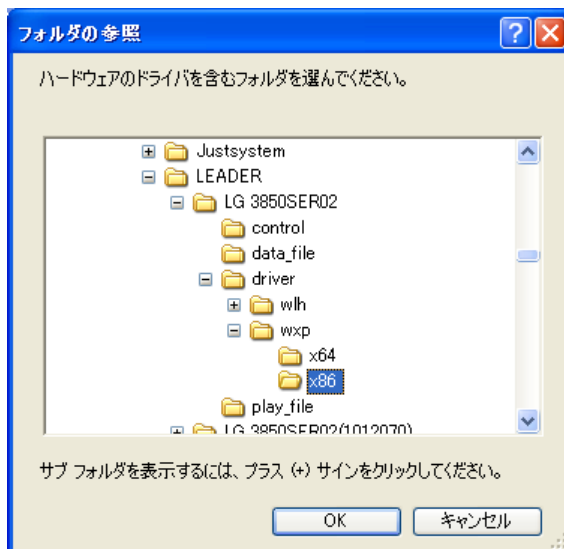 フォルダの参照
ハードウェアのドライバを含むフォルダを選んでください。
Justsystem
LEADER
LG 3850SER02
control
data_file
driver
wlh
wxp
x64
x86
play_file
LG 3850SER02(1012070)
サブ フォルダを表示するには、プラス (+) サインをクリックしてください。
OK キャンセル